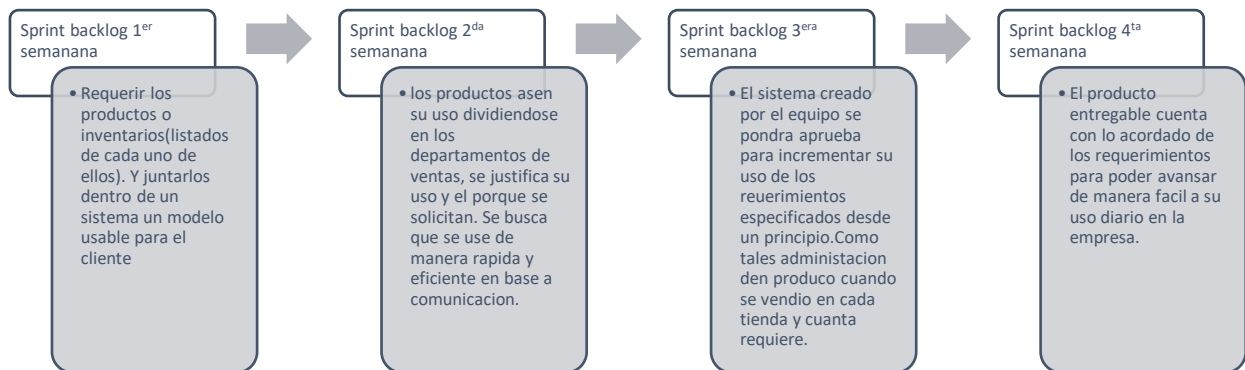 Sprint backlog 1er
semanana
• Requerir los
productos o
inventarios(listados
de cada uno de
ellos). Y juntarlos
dentro de un
sistema un modelo
usable para el
cliente
Sprint backlog 2da
semanana
• los productos asen
su uso dividiendose
en los
departamentos de
ventas, se justifica su
uso y el porque se
solicitan. Se busca
que se use de
manera rapida y
eficiente en base a
comunicacion.
Sprint backlog 3era
semanana
• El sistema creado
por el equipo se
pondra aprueba
para incrementar su
uso de los
reuerimientos
especificados desde
un principio.Como
tales administacion
den produco cuando
se vendio en cada
tienda y cuanta
requiere.
Sprint backlog 4ta
semanana
• El producto
entregable cuenta
con lo acordado de
los requerimientos
para poder avansar
de manera facil a su
uso diario en la
empresa.